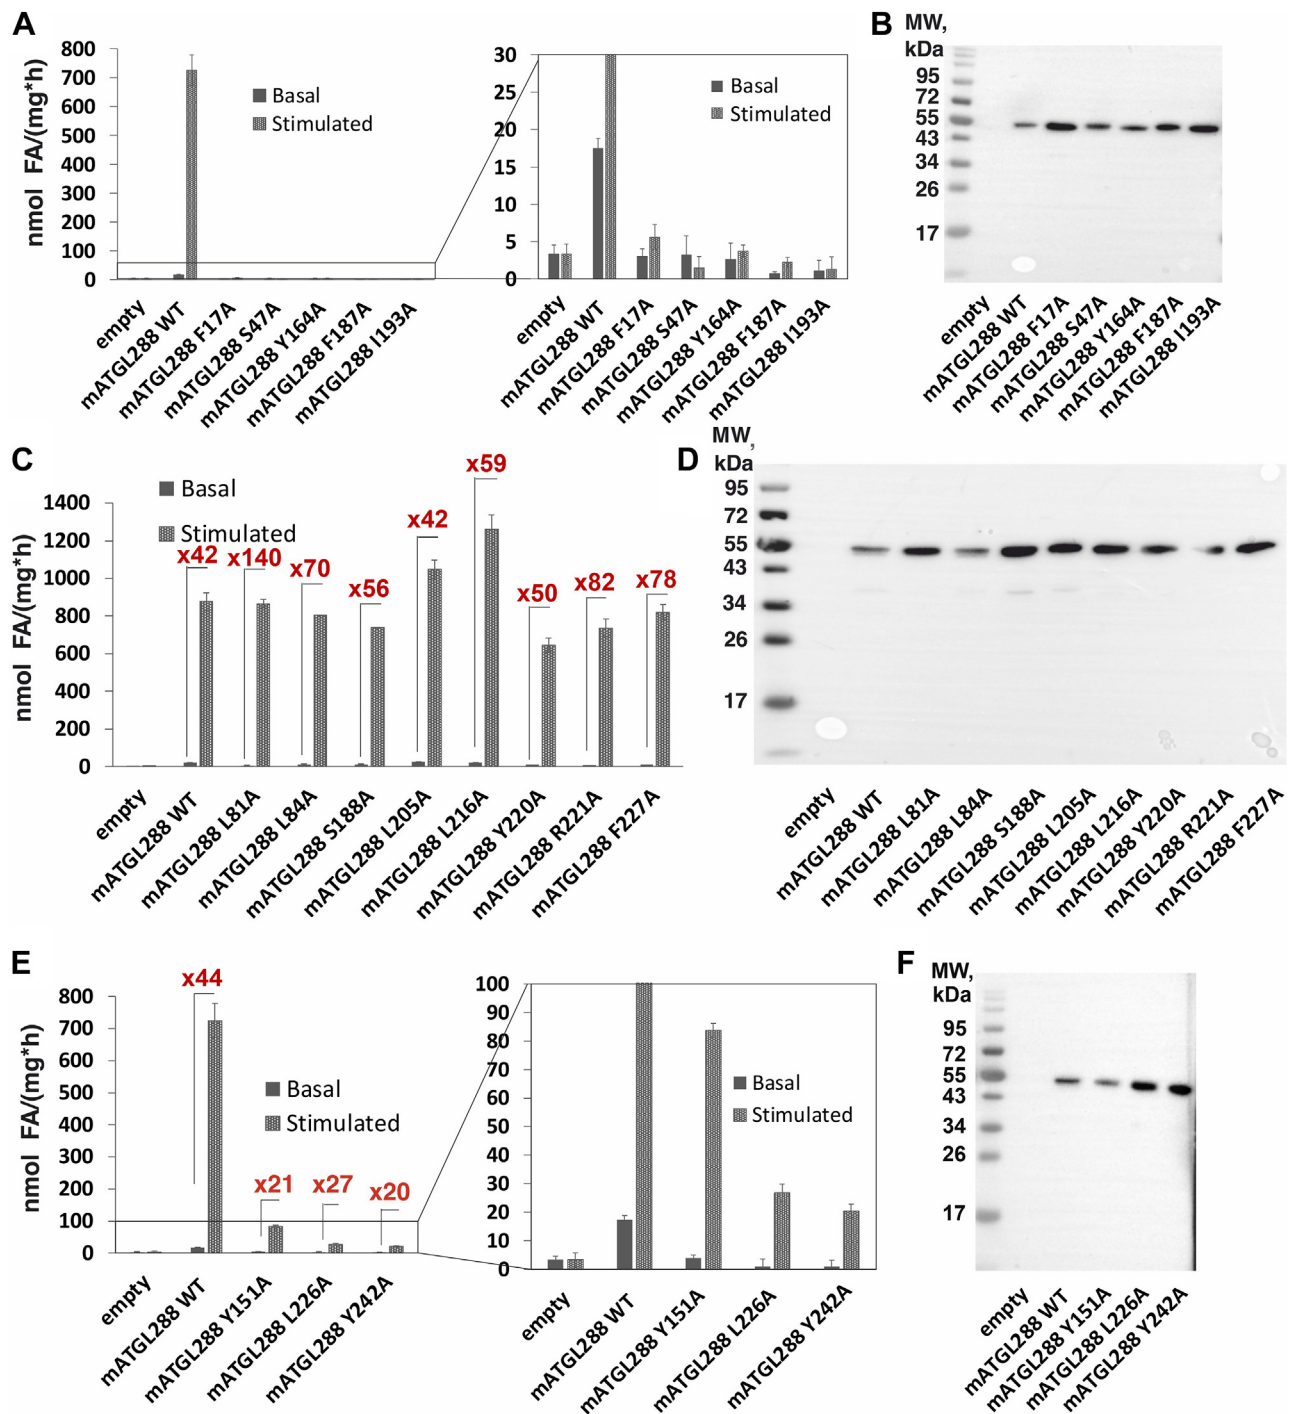 A
800
700
600
500
400
300
200
100
0
nmol FA/(mg*h)
Basal
Stimulated
empty
mATGL288 WT
mATGL288 F17A
mATGL288 S47A
mATGL288 Y164A
mATGL288 F187A
mATGL288 I193A
30
25
20
15
10
5
0
Basal
Stimulated
empty
mATGL288 WT
mATGL288 F17A
mATGL288 S47A
mATGL288 Y164A
mATGL288 F187A
mATGL288 I193A
B
MW,
kDa
95
72
55
43
34
26
17
empty
mATGL288 WT
mATGL288 F17A
mATGL288 S47A
mATGL288 Y164A
mATGL288 F187A
mATGL288 I193A
C
1400
1200
1000
800
600
400
200
0
nmol FA/(mg*h)
Basal
Stimulated
x42
x140
x70
x56
x42
x59
x50
x82
x78
empty
mATGL288 WT
mATGL288 L81A
mATGL288 L84A
mATGL288 S188A
mATGL288 L205A
mATGL288 L216A
mATGL288 Y220A
mATGL288 R221A
mATGL288 F227A
D
MW,
kDa
95
72
55
43
34
26
17
empty
mATGL288 WT
mATGL288 L81A
mATGL288 L84A
mATGL288 S188A
mATGL288 L205A
mATGL288 L216A
mATGL288 Y220A
mATGL288 R221A
mATGL288 F227A
E
800
700
600
500
400
300
200
100
0
nmol FA/(mg*h)
x44
x21
x27
x20
Basal
Stimulated
empty
mATGL288 WT
mATGL288 Y151A
mATGL288 L226A
mATGL288 Y242A
100
90
80
70
60
50
40
30
20
10
0
Basal
Stimulated
empty
mATGL288 WT
mATGL288 Y151A
mATGL288 L226A
mATGL288 Y242A
F
MW,
kDa
95
72
55
43
34
26
17
empty
mATGL288 WT
mATGL288 Y151A
mATGL288 L226A
mATGL288 Y242A